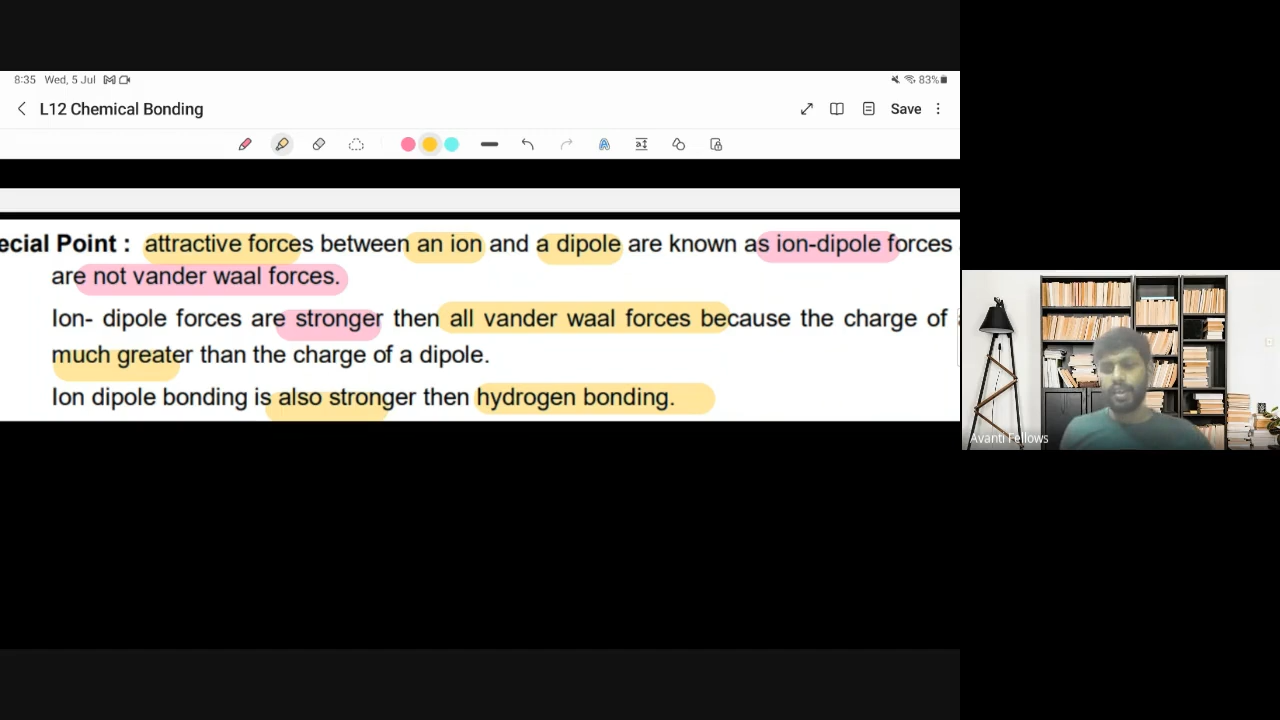 8:35 Wed, 5 Jul 83%
L12 Chemical Bonding Save
ecial Point : attractive forces between an ion and a dipole are known as ion-dipole forces
are not vander waal forces.
Ion- dipole forces are stronger then all vander waal forces because the charge of
much greater than the charge of a dipole.
Ion dipole bonding is also stronger then hydrogen bonding.
Avanti Fellows